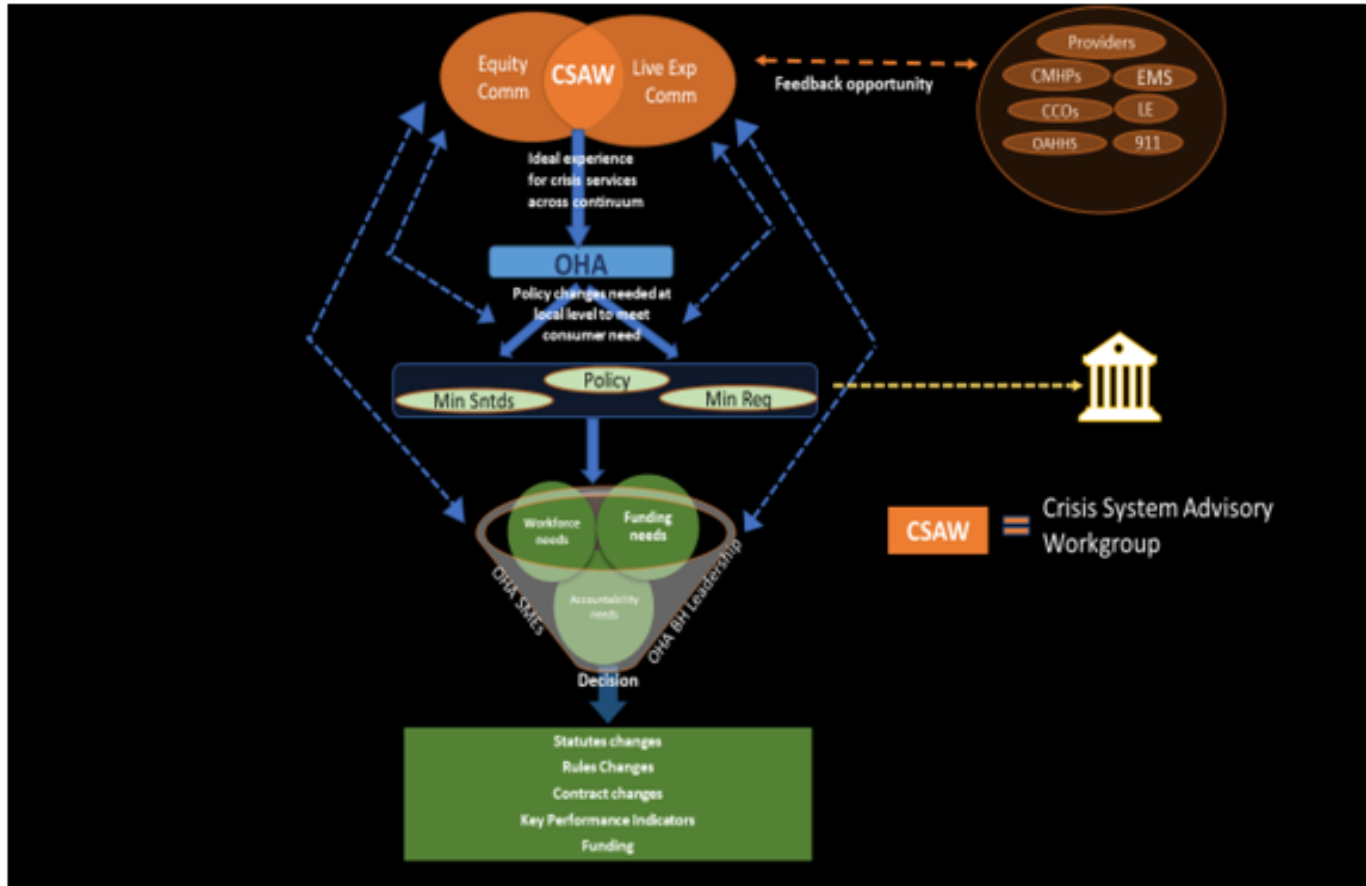 Equity
Comm
CSAW
Live Exp
Comm
Feedback opportunity
Providers
CMHPs
EMS
CCOs
LE
OAHHS
911
Ideal experience
for crisis services
across continuum
OHA
Policy changes needed at
local level to meet
consumer need
Policy
Min Sntds
Min Req
CSAW
=
Crisis System Advisory
Workgroup
Workforce
needs
Funding
needs
Accountability
needs
OHA SMEs
OHA BH Leadership
Decision
Statutes changes
Rules Changes
Contract changes
Key Performance Indicators
Funding